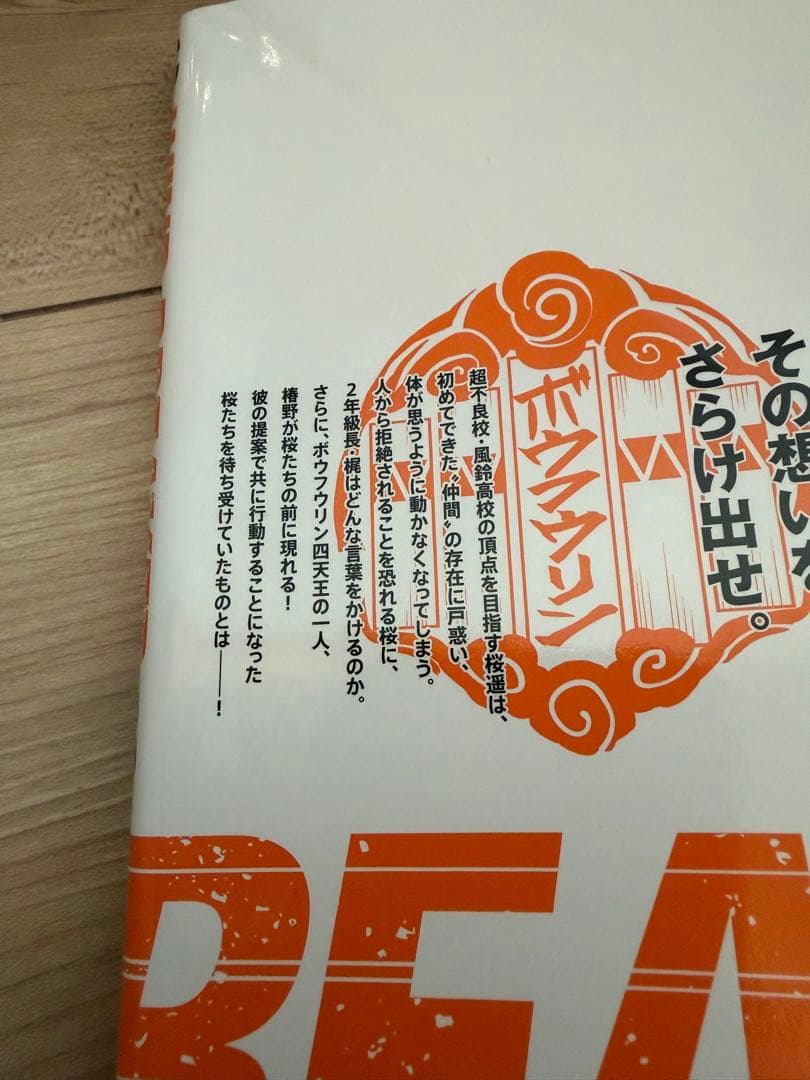 その想いを
さらけ出せ。
ボウフウリン
超不良校・風鈴高校の頂点を目指す桜遥は、
初めてできた〝仲間〟の存在に戸惑い、
体が思うように動かなくなってしまう。
人から拒絶されることを恐れる桜に、
2年級長・梶はどんな言葉をかけるのか。
さらに、ボウフウリン四天王の一人、
椿野が桜たちの前に現れる！
彼の提案で共に行動することになった
桜たちを待ち受けていたものとは――！
BEA